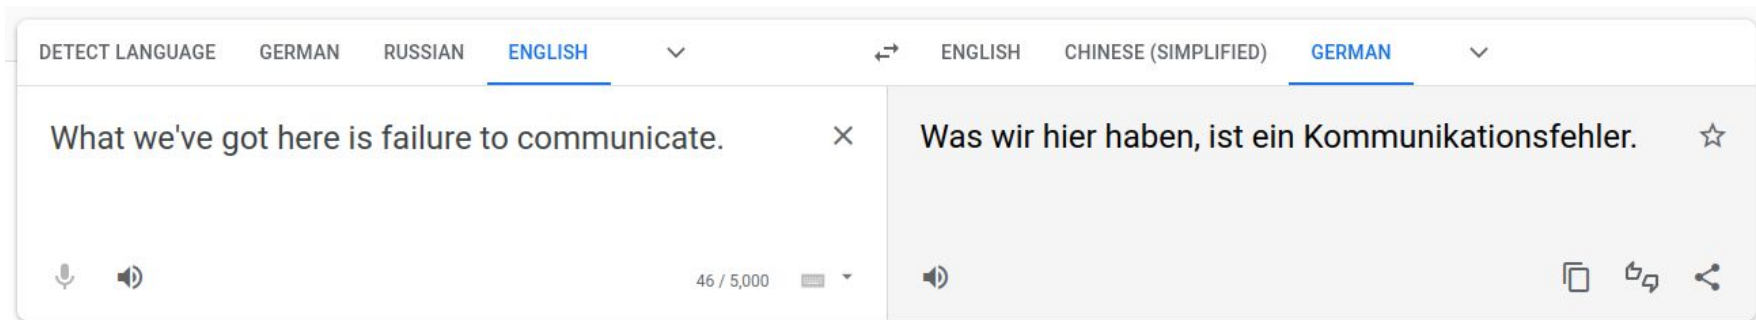 DETECT LANGUAGE GERMAN RUSSIAN ENGLISH ENGLISH CHINESE (SIMPLIFIED) GERMAN
What we've got here is failure to communicate.
Was wir hier haben, ist ein Kommunikationsfehler.
46 / 5,000